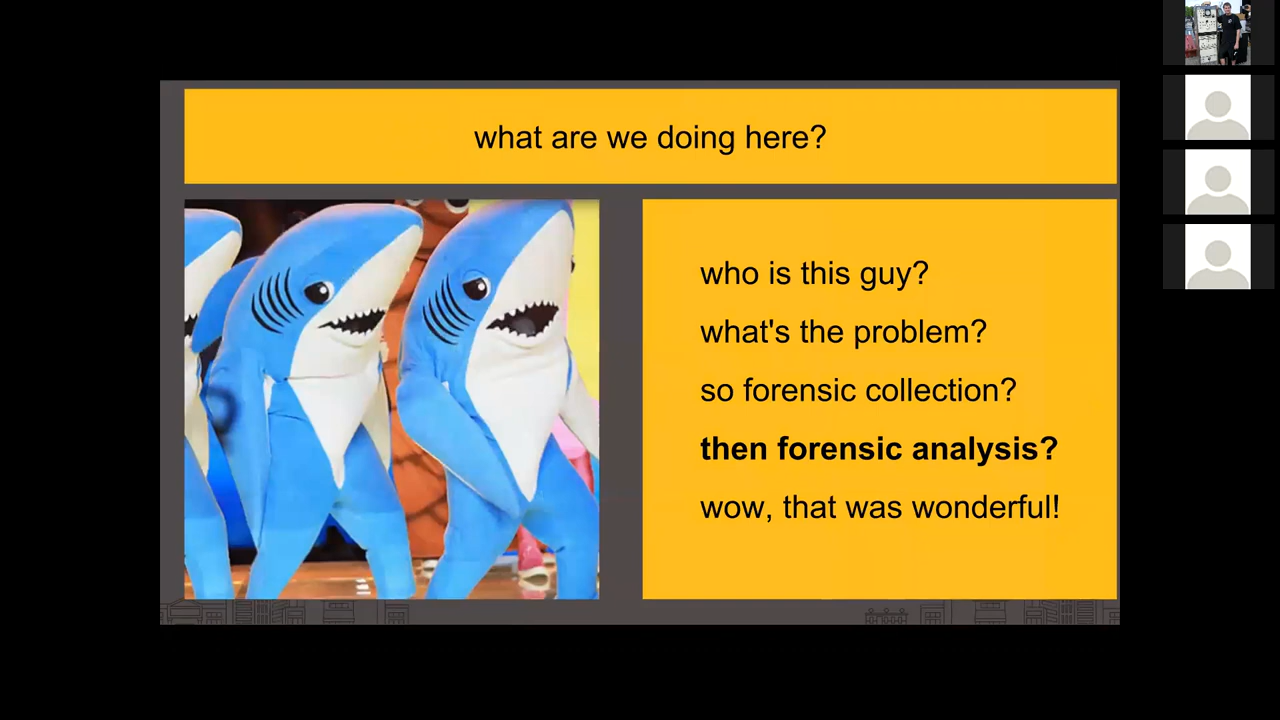 what are we doing here?
who is this guy?
what's the problem?
so forensic collection?
then forensic analysis?
wow, that was wonderful!